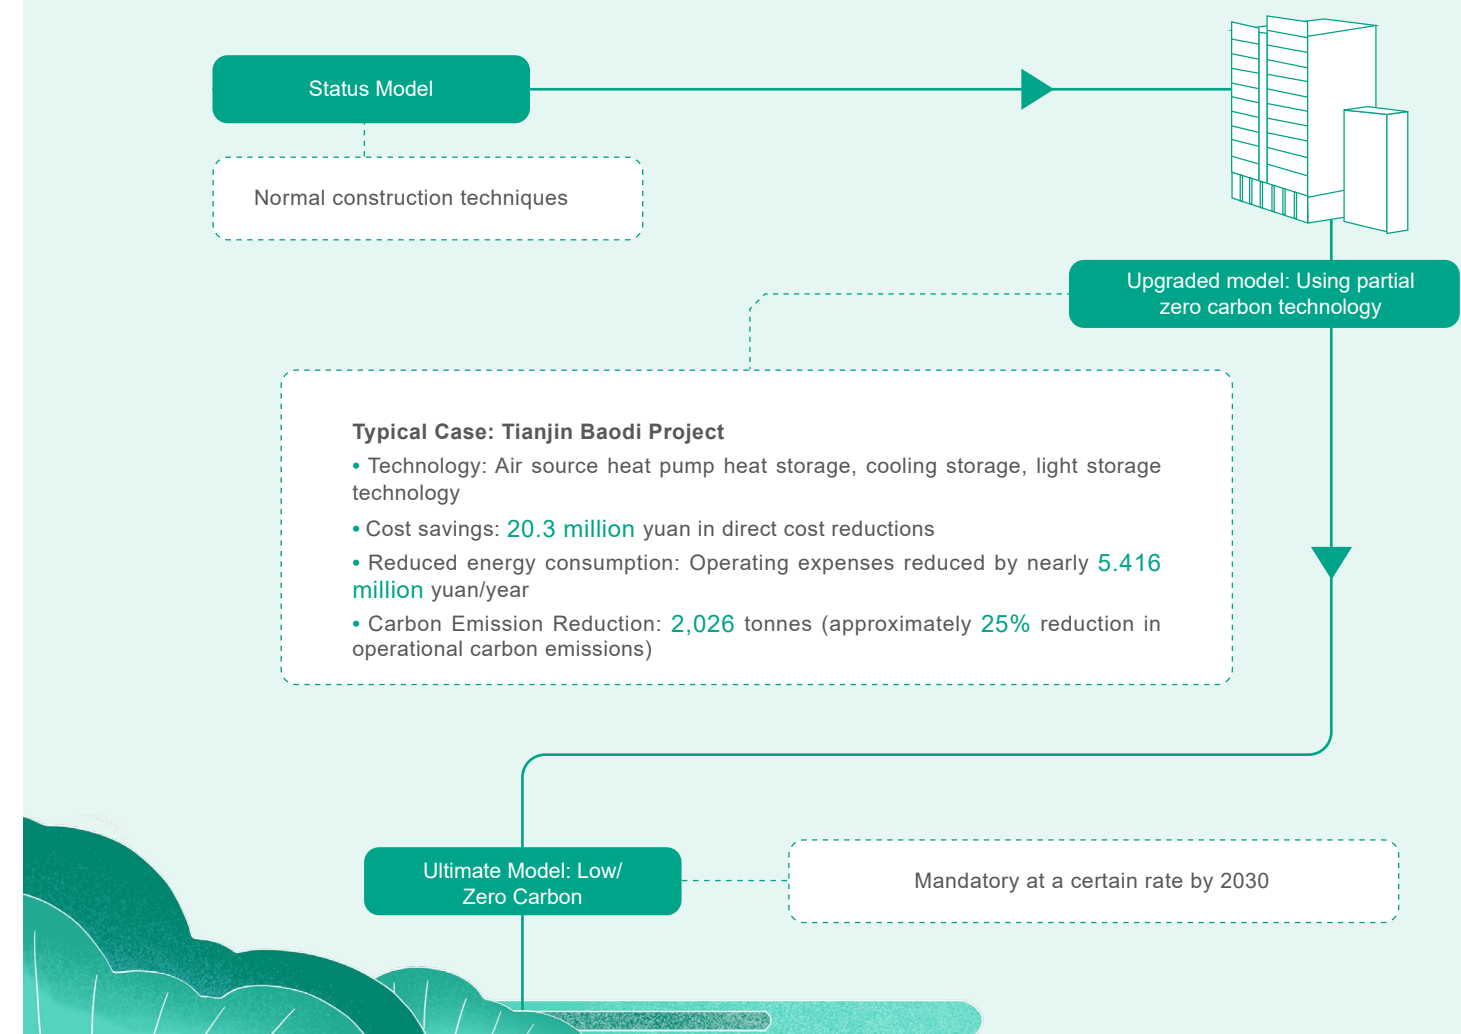 Status Model
Normal construction techniques
Upgraded model: Using partial
zero carbon technology
Typical Case: Tianjin Baodi Project
• Technology: Air source heat pump heat storage, cooling storage, light storage
technology
• Cost savings: 20.3 million yuan in direct cost reductions
• Reduced energy consumption: Operating expenses reduced by nearly 5.416
million yuan/year
• Carbon Emission Reduction: 2,026 tonnes (approximately 25% reduction in
operational carbon emissions)
Ultimate Model: Low/
Zero Carbon
Mandatory at a certain rate by 2030